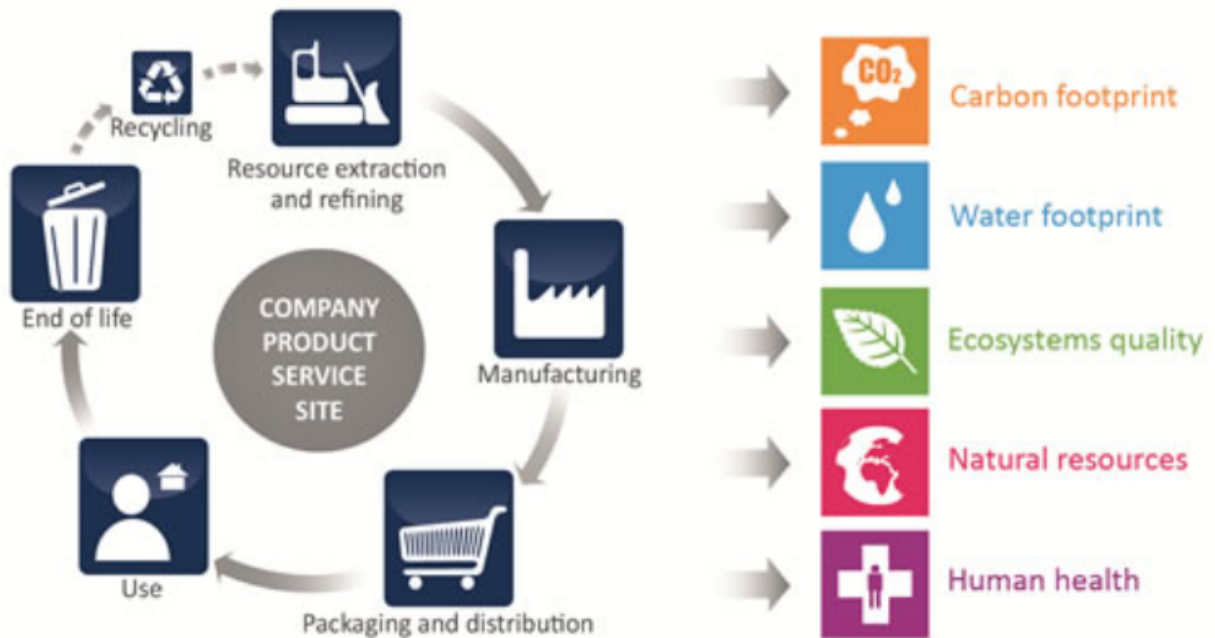 Recycling
Resource extraction
and refining
End of life
COMPANY
PRODUCT
SERVICE
SITE
Manufacturing
Use
Packaging and distribution
CO₂
Carbon footprint
Water footprint
Ecosystems quality
Natural resources
Human health